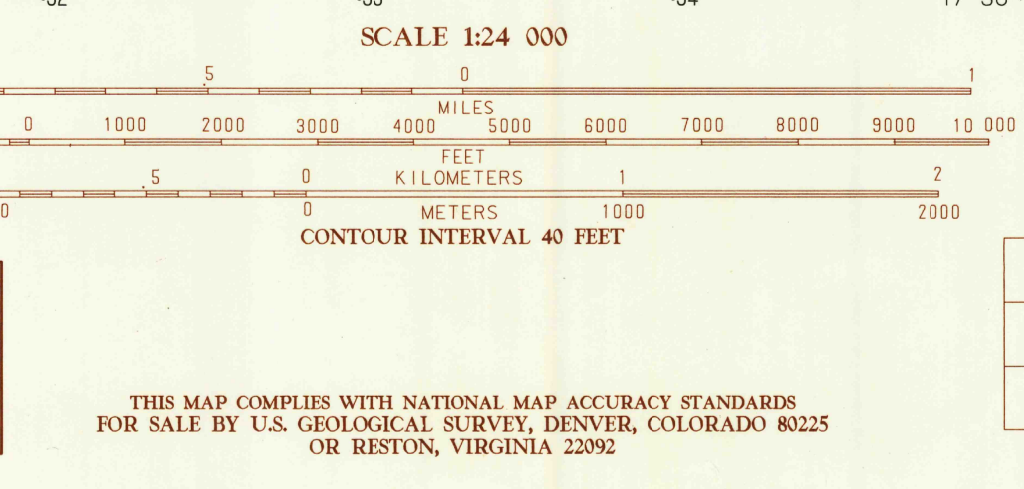 SCALE 1:24 000
.5 0 1
MILES
0 1000 2000 3000 4000 5000 6000 7000 8000 9000 10 000
FEET
.5 0 KILOMETERS 1 2
0 0 METERS 1000 2000
CONTOUR INTERVAL 40 FEET
THIS MAP COMPLIES WITH NATIONAL MAP ACCURACY STANDARDS
FOR SALE BY U.S. GEOLOGICAL SURVEY, DENVER, COLORADO 80225
OR RESTON, VIRGINIA 22092